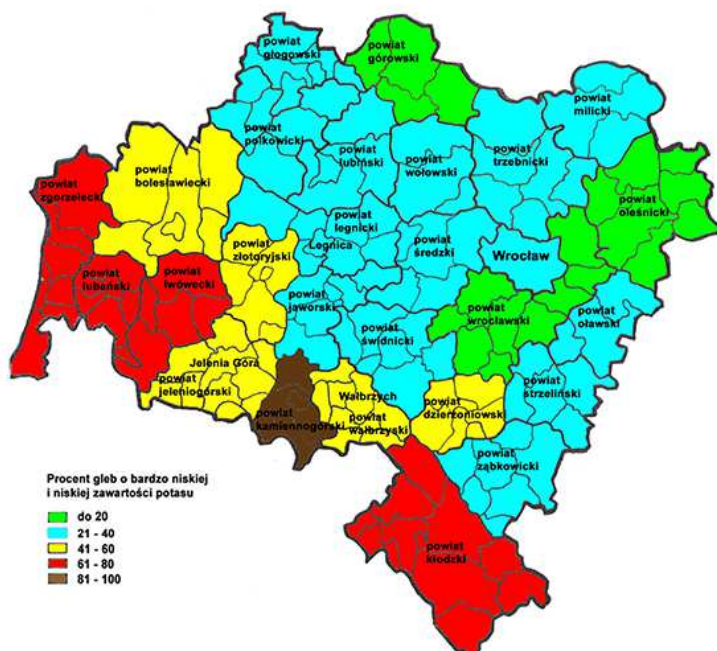 powiat
głogowski
powiat
górowski
powiat
milicki
powiat
polkowicki
powiat
lubiński
powiat
wołowski
powiat
trzebnicki
powiat
bolesławiecki
powiat
zgorzelecki
powiat
oleśnicki
powiat
legnicki
Legnica
powiat
złotoryjski
powiat
średzki
Wrocław
powiat
lubański
powiat
lwówecki
powiat
jaworski
powiat
wrocławski
powiat
oławski
powiat
świdnicki
Jelenia Góra
powiat
jeleniogórski
powiat
kamiennogórski
Wałbrzych
powiat
wałbrzyski
powiat
dzierżoniowski
powiat
strzeliński
powiat
ząbkowicki
powiat
kłodzki
Procent gleb o bardzo niskiej
i niskiej zawartości potasu
do 20
21 - 40
41 - 60
61 - 80
81 - 100